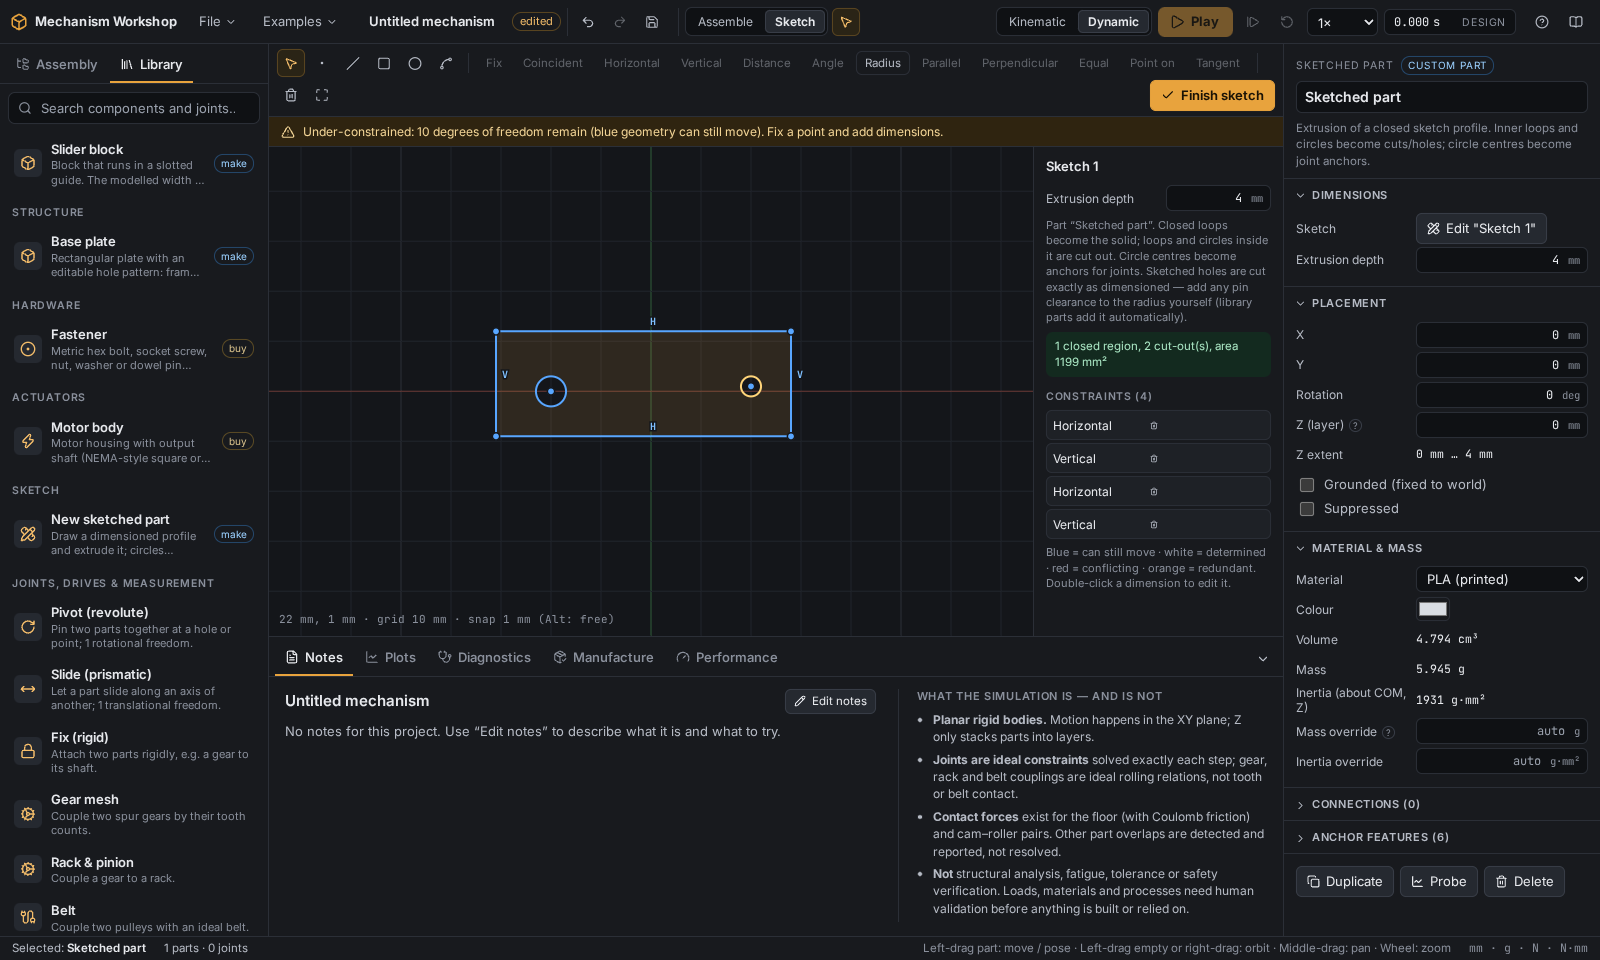 Mechanism Workshop File Examples Untitled mechanism edited Assemble Sketch Kinematic Dynamic Play 1× 0.000 s DESIGN
Assembly Library
Search components and joints..
Slider block
Block that runs in a slotted
guide. The modelled width ...
make
STRUCTURE
Base plate
Rectangular plate with an
editable hole pattern: fram...
make
HARDWARE
Fastener
Metric hex bolt, socket screw,
nut, washer or dowel pin...
buy
ACTUATORS
Motor body
Motor housing with output
shaft (NEMA-style square or...
buy
SKETCH
New sketched part
Draw a dimensioned profile
and extrude it; circles...
make
JOINTS, DRIVES & MEASUREMENT
Pivot (revolute)
Pin two parts together at a hole or
point; 1 rotational freedom.
Slide (prismatic)
Let a part slide along an axis of
another; 1 translational freedom.
Fix (rigid)
Attach two parts rigidly, e.g. a gear to
its shaft.
Gear mesh
Couple two spur gears by their tooth
counts.
Rack & pinion
Couple a gear to a rack.
Belt
Couple two pulleys with an ideal belt.
Fix Coincident Horizontal Vertical Distance Angle Radius Parallel Perpendicular Equal Point on Tangent
Finish sketch
Under-constrained: 10 degrees of freedom remain (blue geometry can still move). Fix a point and add dimensions.
H
V
V
H
22 mm, 1 mm · grid 10 mm · snap 1 mm (Alt: free)
Sketch 1
Extrusion depth 4 mm
Part “Sketched part”. Closed loops
become the solid; loops and circles inside
it are cut out. Circle centres become
anchors for joints. Sketched holes are cut
exactly as dimensioned — add any pin
clearance to the radius yourself (library
parts add it automatically).
1 closed region, 2 cut-out(s), area
1199 mm²
CONSTRAINTS (4)
Horizontal
Vertical
Horizontal
Vertical
Blue = can still move · white = determined
· red = conflicting · orange = redundant.
Double-click a dimension to edit it.
Notes Plots Diagnostics Manufacture Performance
Untitled mechanism
Edit notes
No notes for this project. Use “Edit notes” to describe what it is and what to try.
WHAT THE SIMULATION IS — AND IS NOT
• Planar rigid bodies. Motion happens in the XY plane; Z
only stacks parts into layers.
• Joints are ideal constraints solved exactly each step; gear,
rack and belt couplings are ideal rolling relations, not tooth
or belt contact.
• Contact forces exist for the floor (with Coulomb friction)
and cam–roller pairs. Other part overlaps are detected and
reported, not resolved.
• Not structural analysis, fatigue, tolerance or safety
verification. Loads, materials and processes need human
validation before anything is built or relied on.
SKETCHED PART CUSTOM PART
Sketched part
Extrusion of a closed sketch profile. Inner loops and
circles become cuts/holes; circle centres become
joint anchors.
DIMENSIONS
Sketch Edit "Sketch 1"
Extrusion depth 4 mm
PLACEMENT
X 0 mm
Y 0 mm
Rotation 0 deg
Z (layer) ? 0 mm
Z extent 0 mm … 4 mm
Grounded (fixed to world)
Suppressed
MATERIAL & MASS
Material PLA (printed)
Colour
Volume 4.794 cm³
Mass 5.945 g
Inertia (about COM,
Z)
1931 g·mm²
Mass override ? auto g
Inertia override auto g·mm²
CONNECTIONS (0)
ANCHOR FEATURES (6)
Duplicate Probe Delete
Selected: Sketched part 1 parts · 0 joints
Left-drag part: move / pose · Left-drag empty or right-drag: orbit · Middle-drag: pan · Wheel: zoom mm · g · N · N·mm